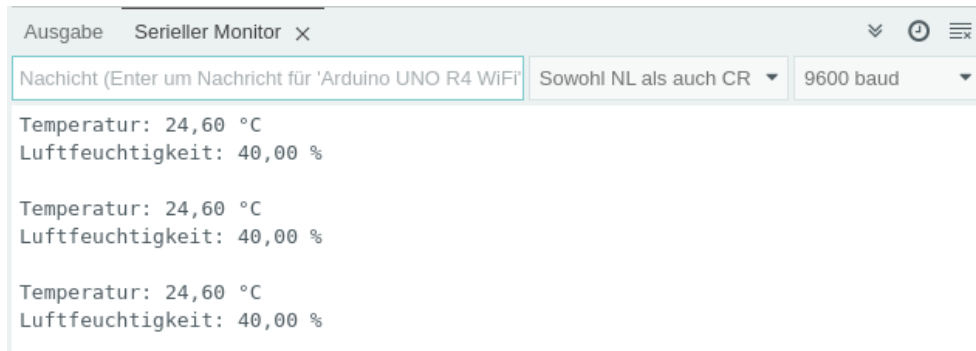 Ausgabe Serieller Monitor
Nachicht (Enter um Nachricht für 'Arduino UNO R4 WiFi' Sowohl NL als auch CR 9600 baud
Temperatur: 24,60 °C
Luftfeuchtigkeit: 40,00 %
Temperatur: 24,60 °C
Luftfeuchtigkeit: 40,00 %
Temperatur: 24,60 °C
Luftfeuchtigkeit: 40,00 %